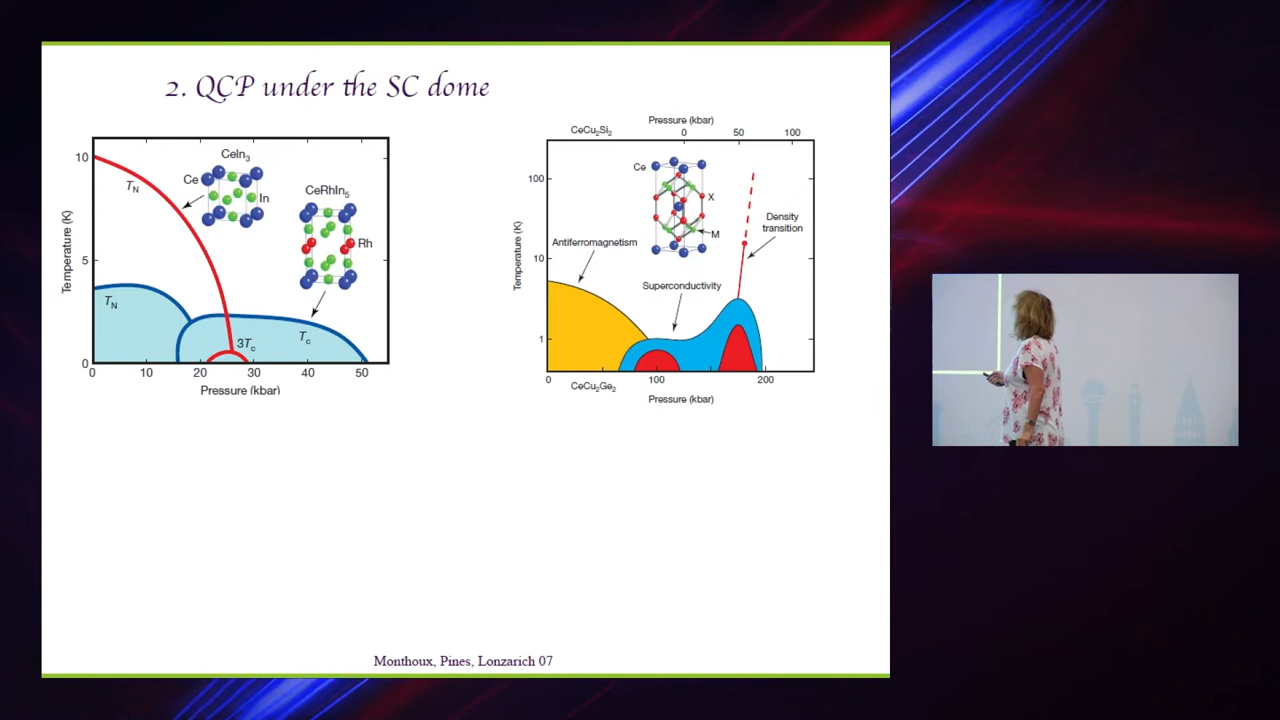 2. QCP under the SC dome
CeIn3
10
TN
Ce
In
CeRhIn5
Rh
Temperature (K)
5
TN
3Tc
Tc
0
0 10 20 30 40 50
Pressure (kbar)
Pressure (kbar)
CeCu2Si2
0 50 100
Ce
100
X
M
Density
transition
Antiferromagnetism
Temperature (K)
10
Superconductivity
1
0 100 200
CeCu2Ge2
Pressure (kbar)
Monthoux, Pines, Lonzarich 07